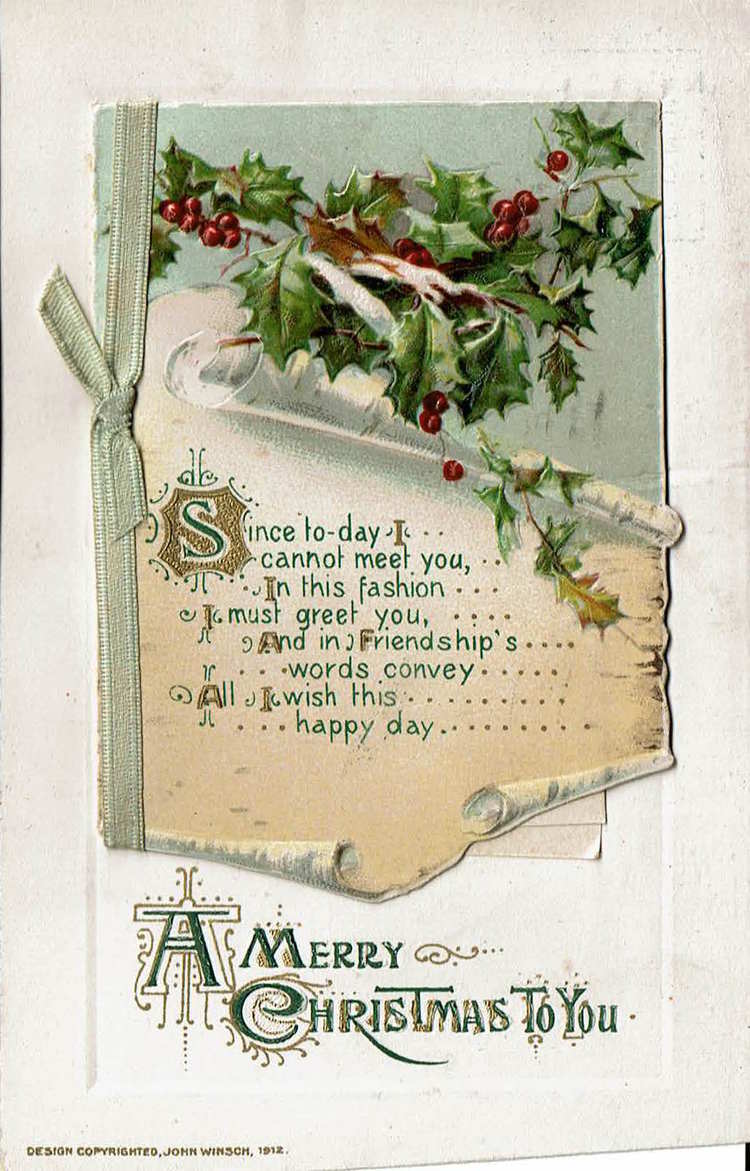 Since to-day I
cannot meet you,
In this fashion
I must greet you,
And in Friendship's
words convey
All I wish this
happy day.
A MERRY
CHRISTMAS TO YOU
DESIGN COPYRIGHTED, JOHN WINSCH, 1912.